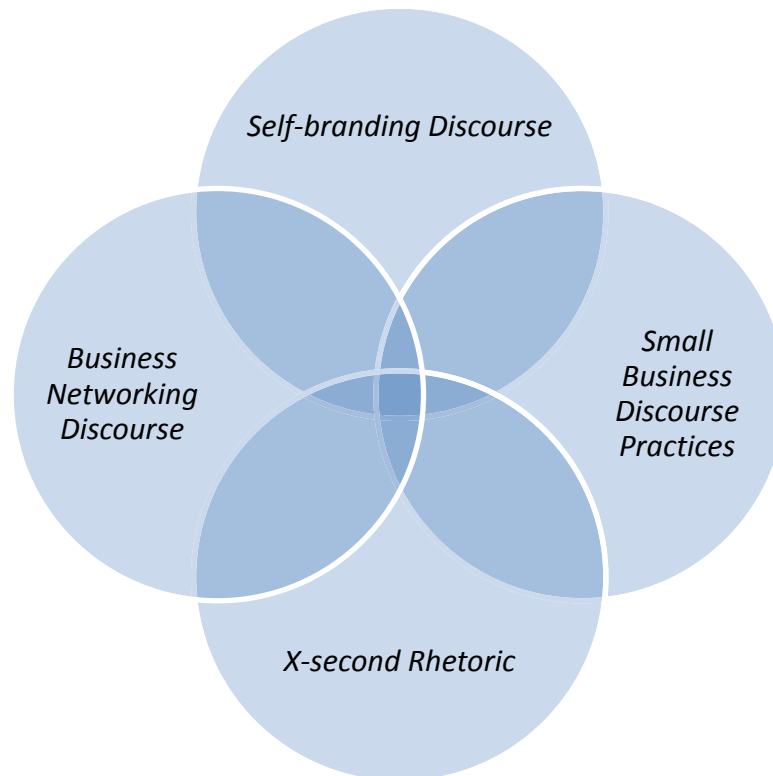 Self-branding Discourse
Business
Networking
Discourse
Small
Business
Discourse
Practices
X-second Rhetoric